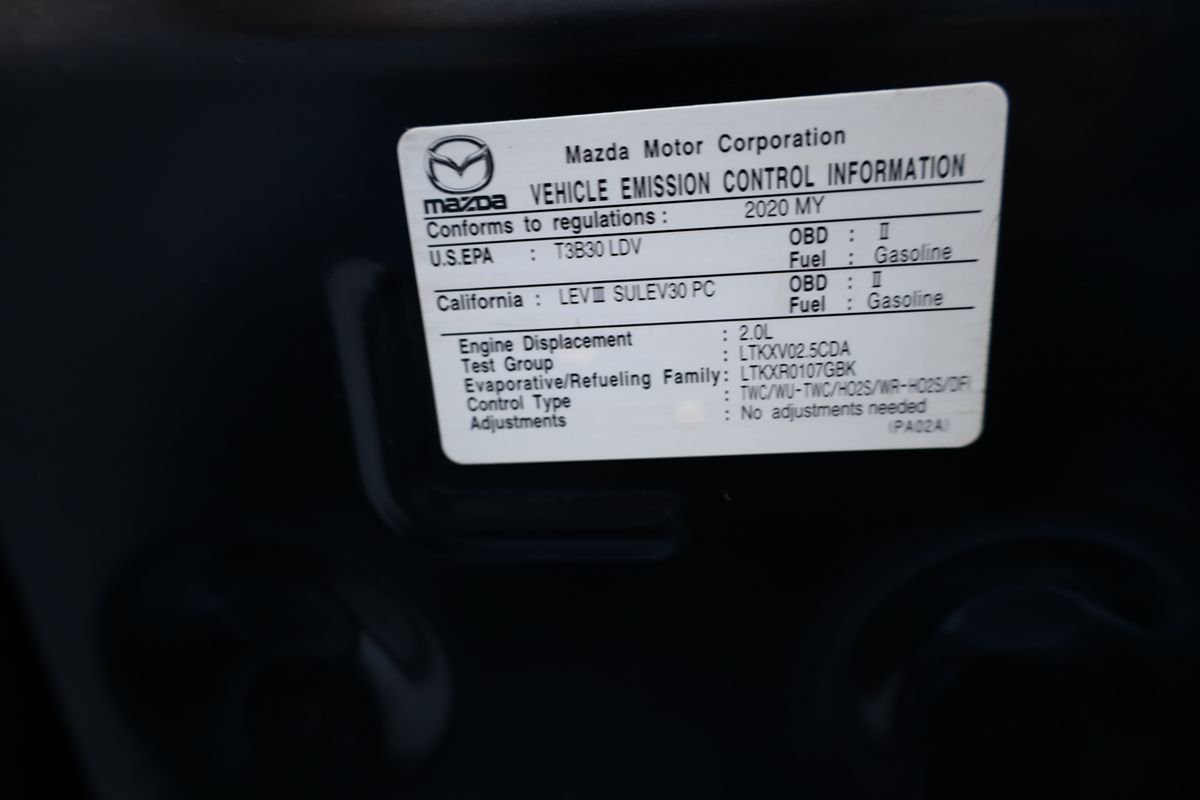 mazda
Mazda Motor Corporation
VEHICLE EMISSION CONTROL INFORMATION
Conforms to regulations : 2020 MY
U.S.EPA : T3B30 LDV OBD : Ⅱ
Fuel : Gasoline
California : LEVⅢ SULEV30 PC OBD : Ⅱ
Fuel : Gasoline
Engine Displacement : 2.0L
Test Group : LTKXV02.5CDA
Evaporative/Refueling Family : LTKXR0107GBK
Control Type : TWC/WU-TWC/HO2S/WR-HO2S/DFI
Adjustments : No adjustments needed
(PA02A)